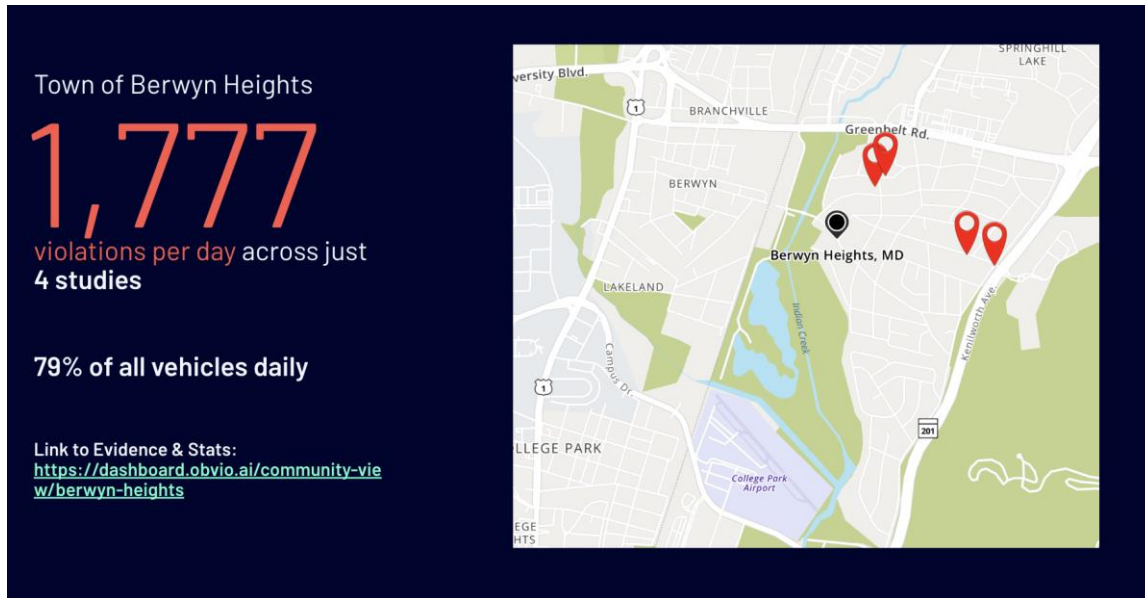 Town of Berwyn Heights
1,777
violations per day across just
4 studies
79% of all vehicles daily
Link to Evidence & Stats:
https://dashboard.obvio.ai/community-vie
w/berwyn-heights
SPRINGHILL
LAKE
versity Blvd.
1
BRANCHVILLE
Greenbelt Rd.
BERWYN
Berwyn Heights, MD
LAKELAND
Indian Creek
Kenilworth Ave.
Campus Dr.
1
201
LLEGE PARK
College Park
Airport
EGE
HTS